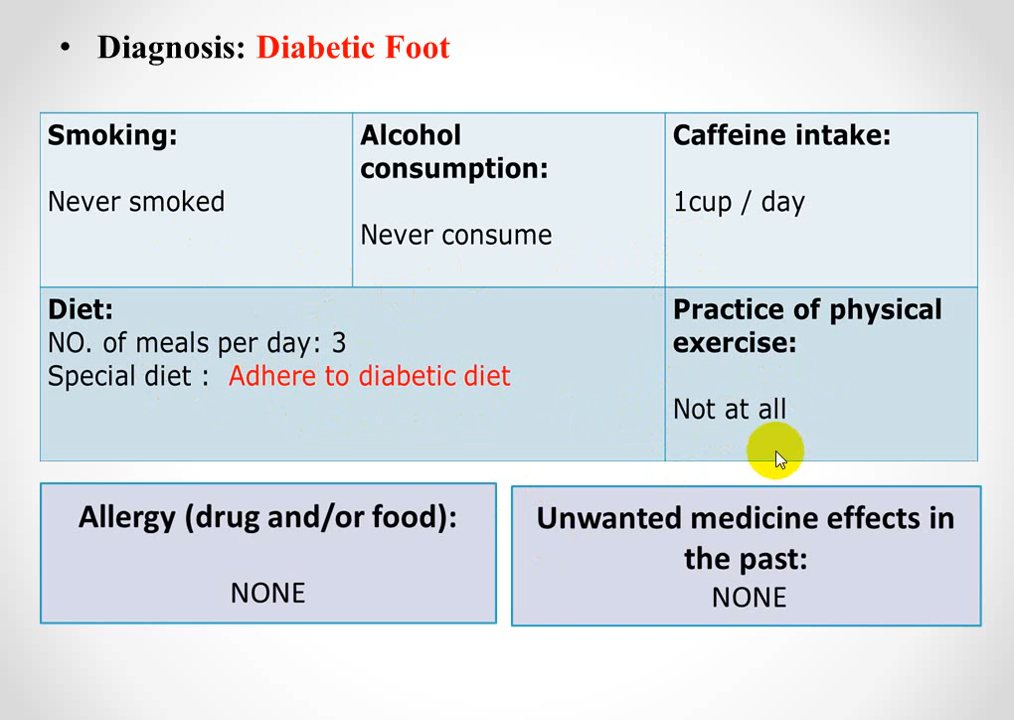 • Diagnosis: Diabetic Foot
Smoking:
Never smoked
Alcohol
consumption:
Never consume
Caffeine intake:
1cup / day
Diet:
NO. of meals per day: 3
Special diet :  Adhere to diabetic diet
Practice of physical
exercise:
Not at all
Allergy (drug and/or food):
NONE
Unwanted medicine effects in
the past:
NONE